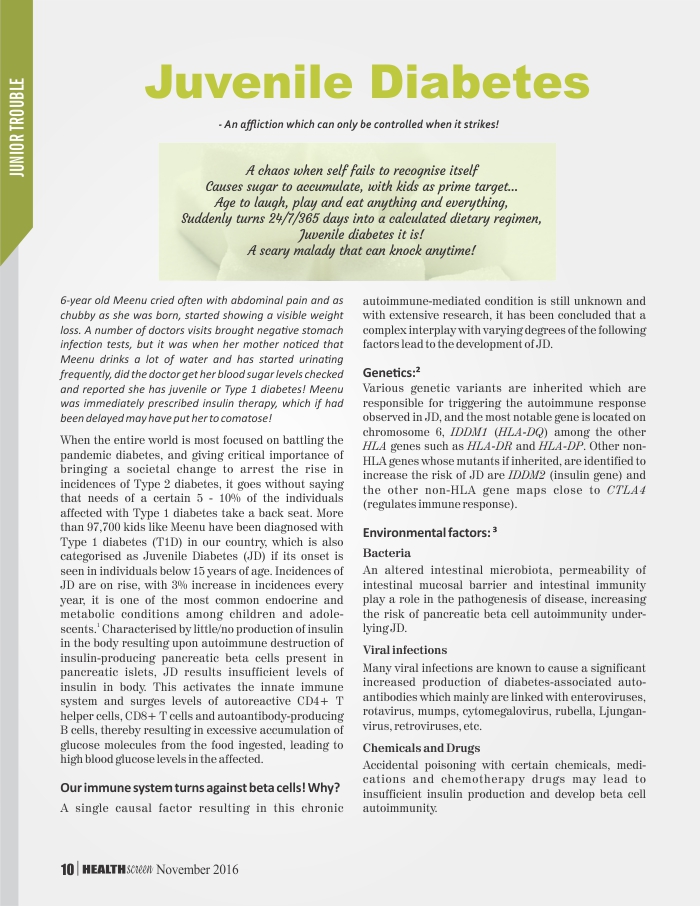 JUNIOR TROUBLE
Juvenile Diabetes
- An affliction which can only be controlled when it strikes!
A chaos when self fails to recognise itself
Causes sugar to accumulate, with kids as prime target...
Age to laugh, play and eat anything and everything,
Suddenly turns 24/7/365 days into a calculated dietary regimen,
Juvenile diabetes it is!
A scary malady that can knock anytime!
6-year old Meenu cried often with abdominal pain and as
chubby as she was born, started showing a visible weight
loss. A number of doctors visits brought negative stomach
infection tests, but it was when her mother noticed that
Meenu drinks a lot of water and has started urinating
frequently, did the doctor get her blood sugar levels checked
and reported she has juvenile or Type 1 diabetes! Meenu
was immediately prescribed insulin therapy, which if had
been delayed may have put her to comatose!
When the entire world is most focused on battling the
pandemic diabetes, and giving critical importance of
bringing a societal change to arrest the rise in
incidences of Type 2 diabetes, it goes without saying
that needs of a certain 5 - 10% of the individuals
affected with Type 1 diabetes take a back seat. More
than 97,700 kids like Meenu have been diagnosed with
Type 1 diabetes (T1D) in our country, which is also
categorised as Juvenile Diabetes (JD) if its onset is
seen in individuals below 15 years of age. Incidences of
JD are on rise, with 3% increase in incidences every
year, it is one of the most common endocrine and
metabolic conditions among children and adole-
scents.¹ Characterised by little/no production of insulin
in the body resulting upon autoimmune destruction of
insulin-producing pancreatic beta cells present in
pancreatic islets, JD results insufficient levels of
insulin in body. This activates the innate immune
system and surges levels of autoreactive CD4+ T
helper cells, CD8+ T cells and autoantibody-producing
B cells, thereby resulting in excessive accumulation of
glucose molecules from the food ingested, leading to
high blood glucose levels in the affected.
Our immune system turns against beta cells! Why?
A single causal factor resulting in this chronic
autoimmune-mediated condition is still unknown and
with extensive research, it has been concluded that a
complex interplay with varying degrees of the following
factors lead to the development of JD.
Genetics:²
Various genetic variants are inherited which are
responsible for triggering the autoimmune response
observed in JD, and the most notable gene is located on
chromosome 6, IDDM1 (HLA-DQ) among the other
HLA genes such as HLA-DR and HLA-DP. Other non-
HLA genes whose mutants if inherited, are identified to
increase the risk of JD are IDDM2 (insulin gene) and
the other non-HLA gene maps close to CTLA4
(regulates immune response).
Environmental factors: ³
Bacteria
An altered intestinal microbiota, permeability of
intestinal mucosal barrier and intestinal immunity
play a role in the pathogenesis of disease, increasing
the risk of pancreatic beta cell autoimmunity under-
lying JD.
Viral infections
Many viral infections are known to cause a significant
increased production of diabetes-associated auto-
antibodies which mainly are linked with enteroviruses,
rotavirus, mumps, cytomegalovirus, rubella, Ljungan-
virus, retroviruses, etc.
Chemicals and Drugs
Accidental poisoning with certain chemicals, medi-
cations and chemotherapy drugs may lead to
insufficient insulin production and develop beta cell
autoimmunity.
10 | HEALTHscreen November 2016